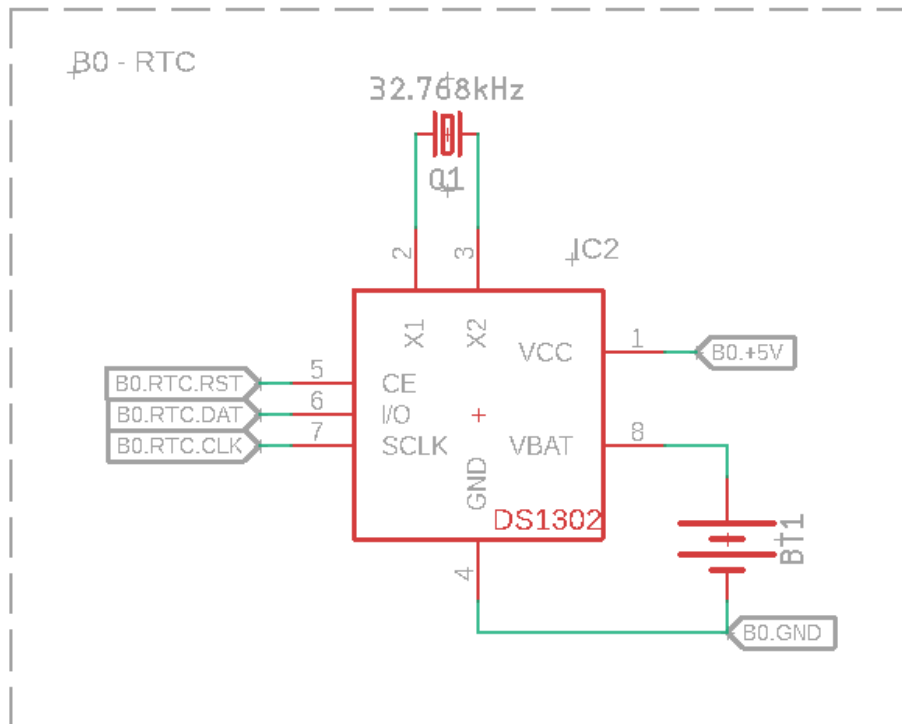 B0 - RTC
32.768kHz
Q1
IC2
2
3
X1
X2
VCC
1
B0.+5V
B0.RTC.RST
5
CE
B0.RTC.DAT
6
I/O
B0.RTC.CLK
7
SCLK
VBAT
8
GND
DS1302
BT1
4
B0.GND